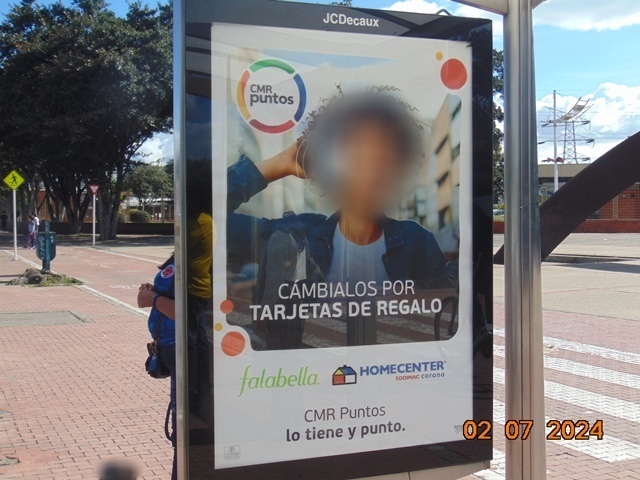 JCDecaux
CMR
puntos
CÁMBIALOS POR
TARJETAS DE REGALO
falabella.
HOMECENTER
SODIMAC corona
CMR Puntos
lo tiene y punto.
02 07 2024